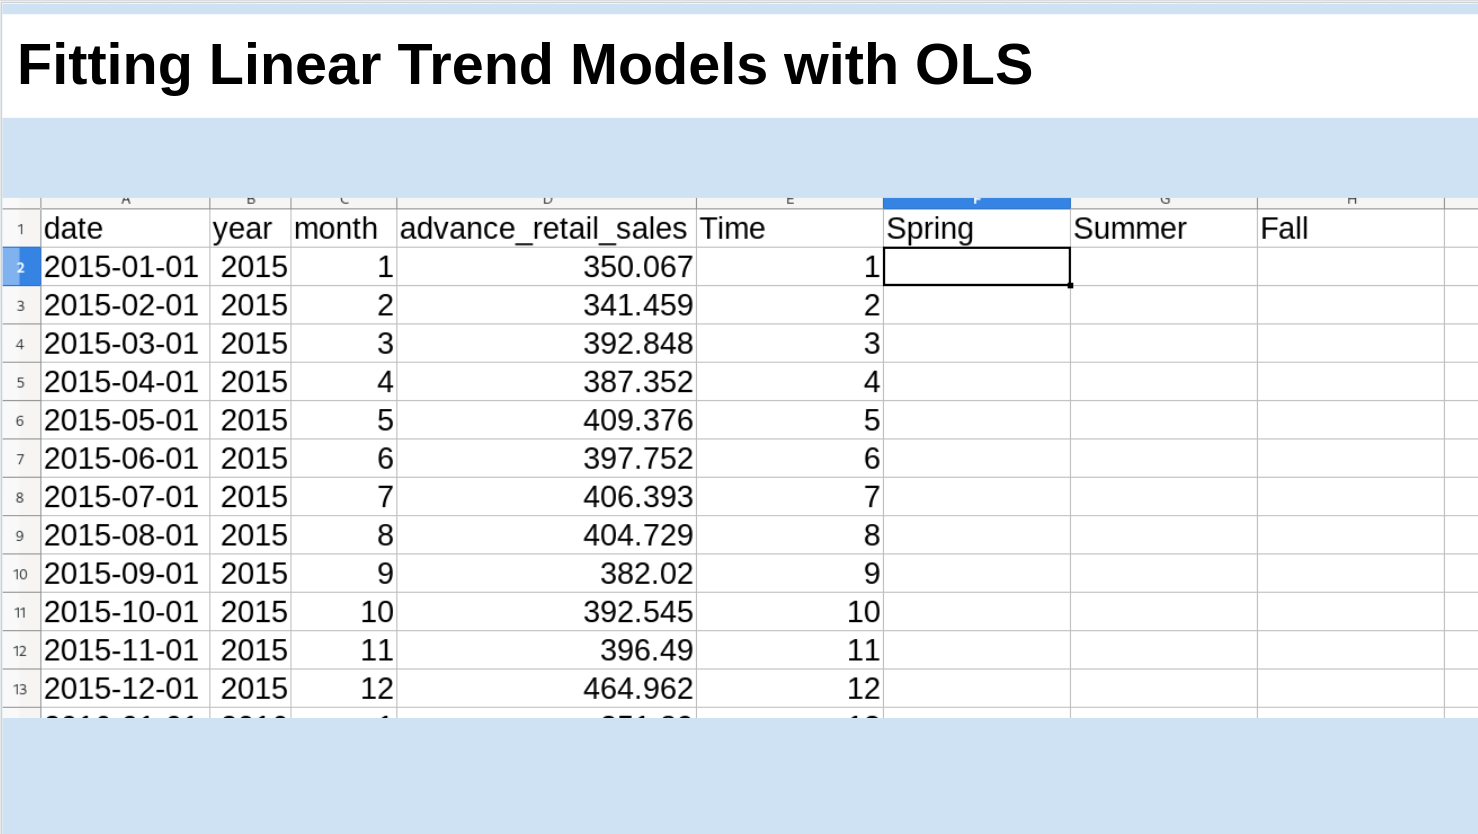 Fitting Linear Trend Models with OLS
A B C D E F G H
1 date year month advance_retail_sales Time Spring Summer Fall
2 2015-01-01 2015 1 350.067 1
3 2015-02-01 2015 2 341.459 2
4 2015-03-01 2015 3 392.848 3
5 2015-04-01 2015 4 387.352 4
6 2015-05-01 2015 5 409.376 5
7 2015-06-01 2015 6 397.752 6
8 2015-07-01 2015 7 406.393 7
9 2015-08-01 2015 8 404.729 8
10 2015-09-01 2015 9 382.02 9
11 2015-10-01 2015 10 392.545 10
12 2015-11-01 2015 11 396.49 11
13 2015-12-01 2015 12 464.962 12